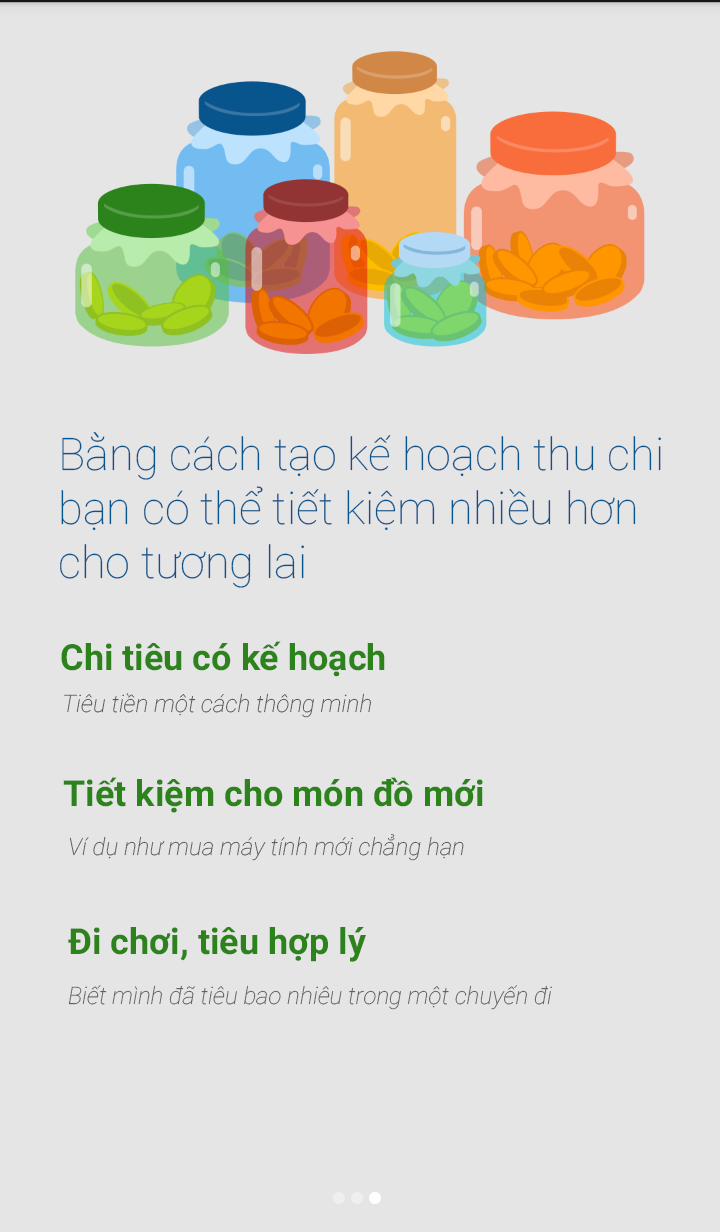 Bằng cách tạo kế hoạch thu chi
bạn có thể tiết kiệm nhiều hơn
cho tương lai
Chi tiêu có kế hoạch
Tiêu tiền một cách thông minh
Tiết kiệm cho món đồ mới
Ví dụ như mua máy tính mới chẳng hạn
Đi chơi, tiêu hợp lý
Biết mình đã tiêu bao nhiêu trong một chuyến đi